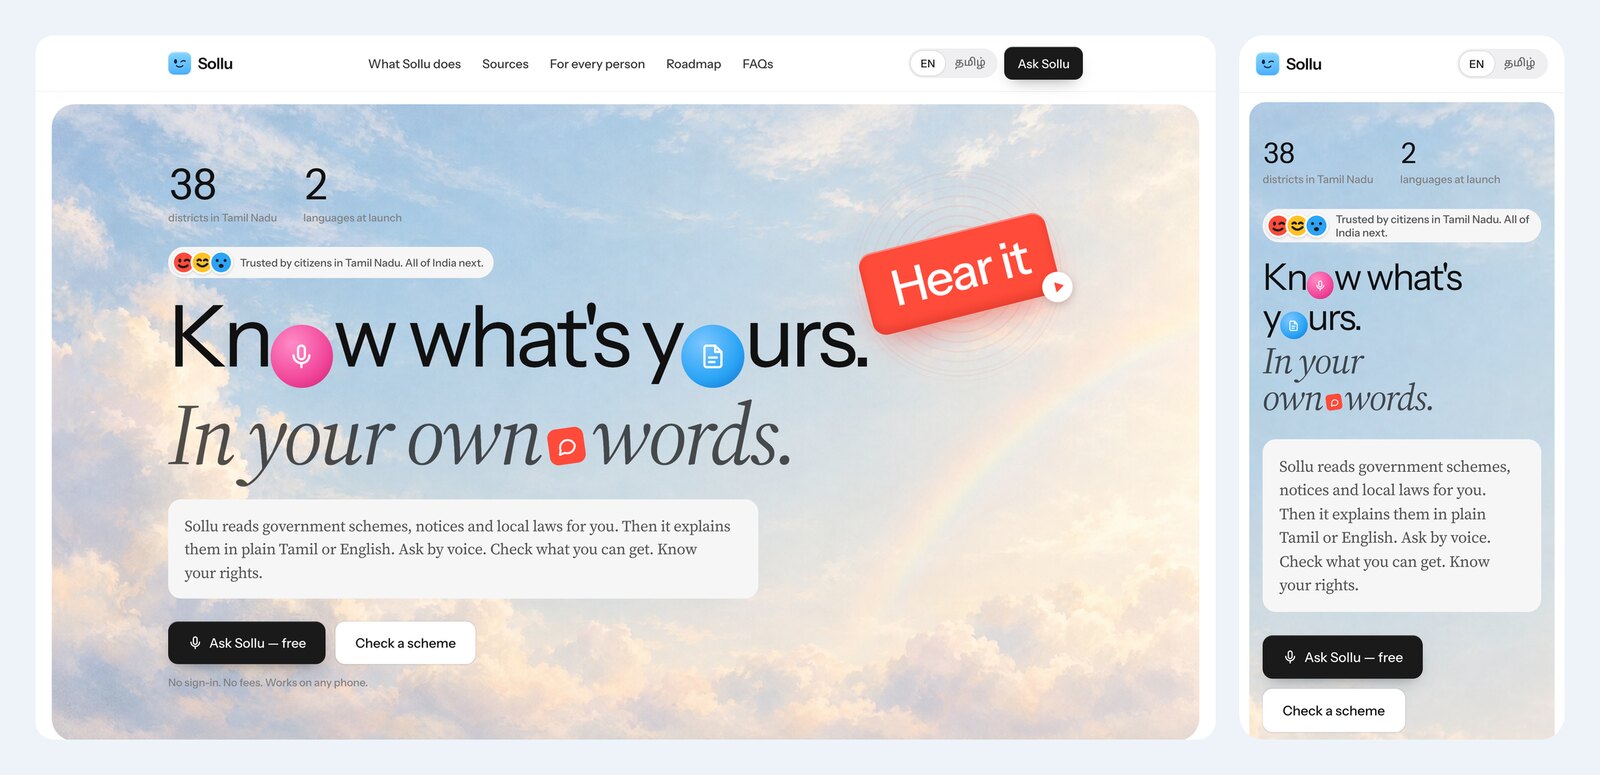 Sollu
What Sollu does
Sources
For every person
Roadmap
FAQs
EN
தமிழ்
Ask Sollu
38
districts in Tamil Nadu
2
languages at launch
Trusted by citizens in Tamil Nadu. All of India next.
Know what's yours.
In your own words.
Hear it
Sollu reads government schemes, notices and local laws for you. Then it explains
them in plain Tamil or English. Ask by voice. Check what you can get. Know
your rights.
Ask Sollu — free
Check a scheme
No sign-in. No fees. Works on any phone.
Sollu
EN
தமிழ்
38
districts in Tamil Nadu
2
languages at launch
Trusted by citizens in Tamil Nadu. All of
India next.
Know what's
yours.
In your
own words.
Sollu reads government schemes,
notices and local laws for you.
Then it explains them in plain
Tamil or English. Ask by voice.
Check what you can get. Know
your rights.
Ask Sollu — free
Check a scheme